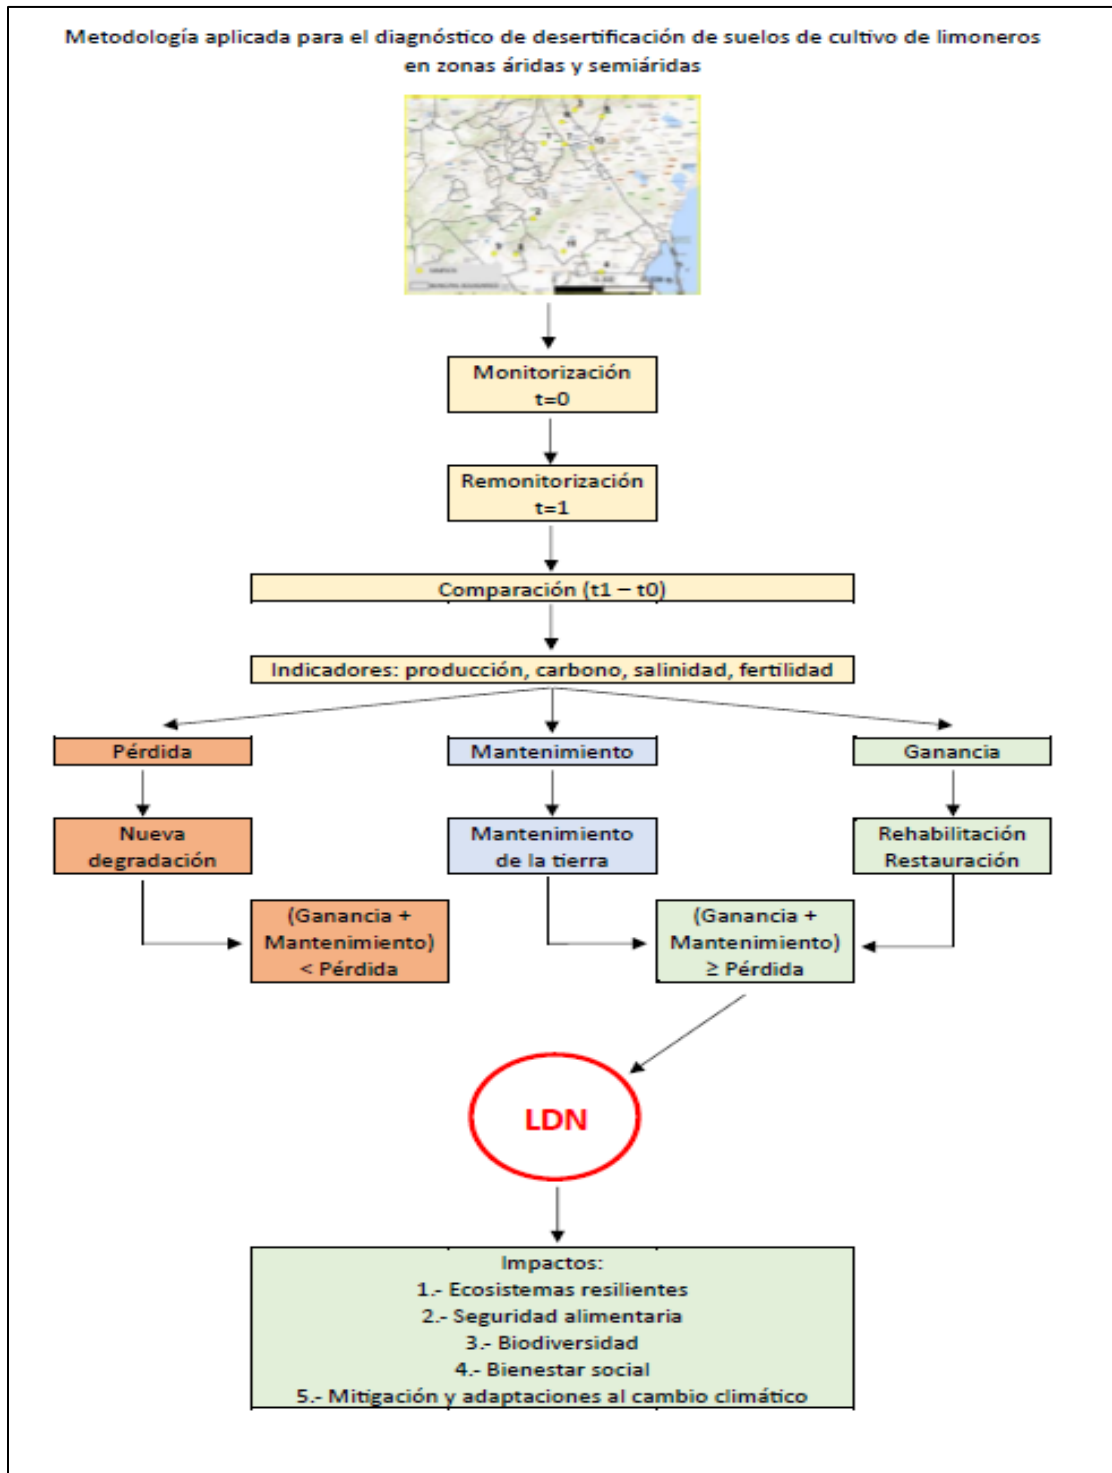 Metodología aplicada para el diagnóstico de desertificación de suelos de cultivo de limoneros
en zonas áridas y semiáridas
Monitorización
t=0
Remonitorización
t=1
Comparación (t1 – t0)
Indicadores: producción, carbono, salinidad, fertilidad
Pérdida
Mantenimiento
Ganancia
Nueva
degradación
Mantenimiento
de la tierra
Rehabilitación
Restauración
(Ganancia +
Mantenimiento)
< Pérdida
(Ganancia +
Mantenimiento)
≥ Pérdida
LDN
Impactos:
1.- Ecosistemas resilientes
2.- Seguridad alimentaria
3.- Biodiversidad
4.- Bienestar social
5.- Mitigación y adaptaciones al cambio climático